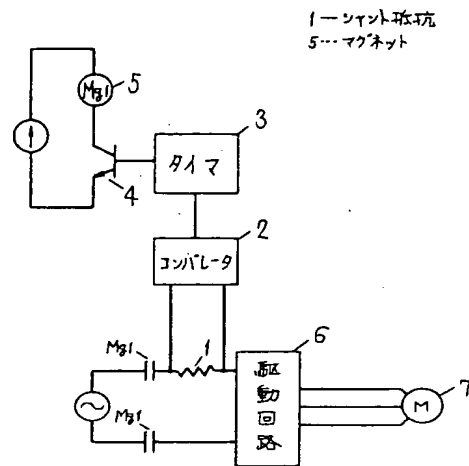 1 — シャント抵抗
5 … マグネット
Mg1
5
3
タイマ
4
2
コンパレータ
Mg1
1
6
駆動回路
Mg1
M
7